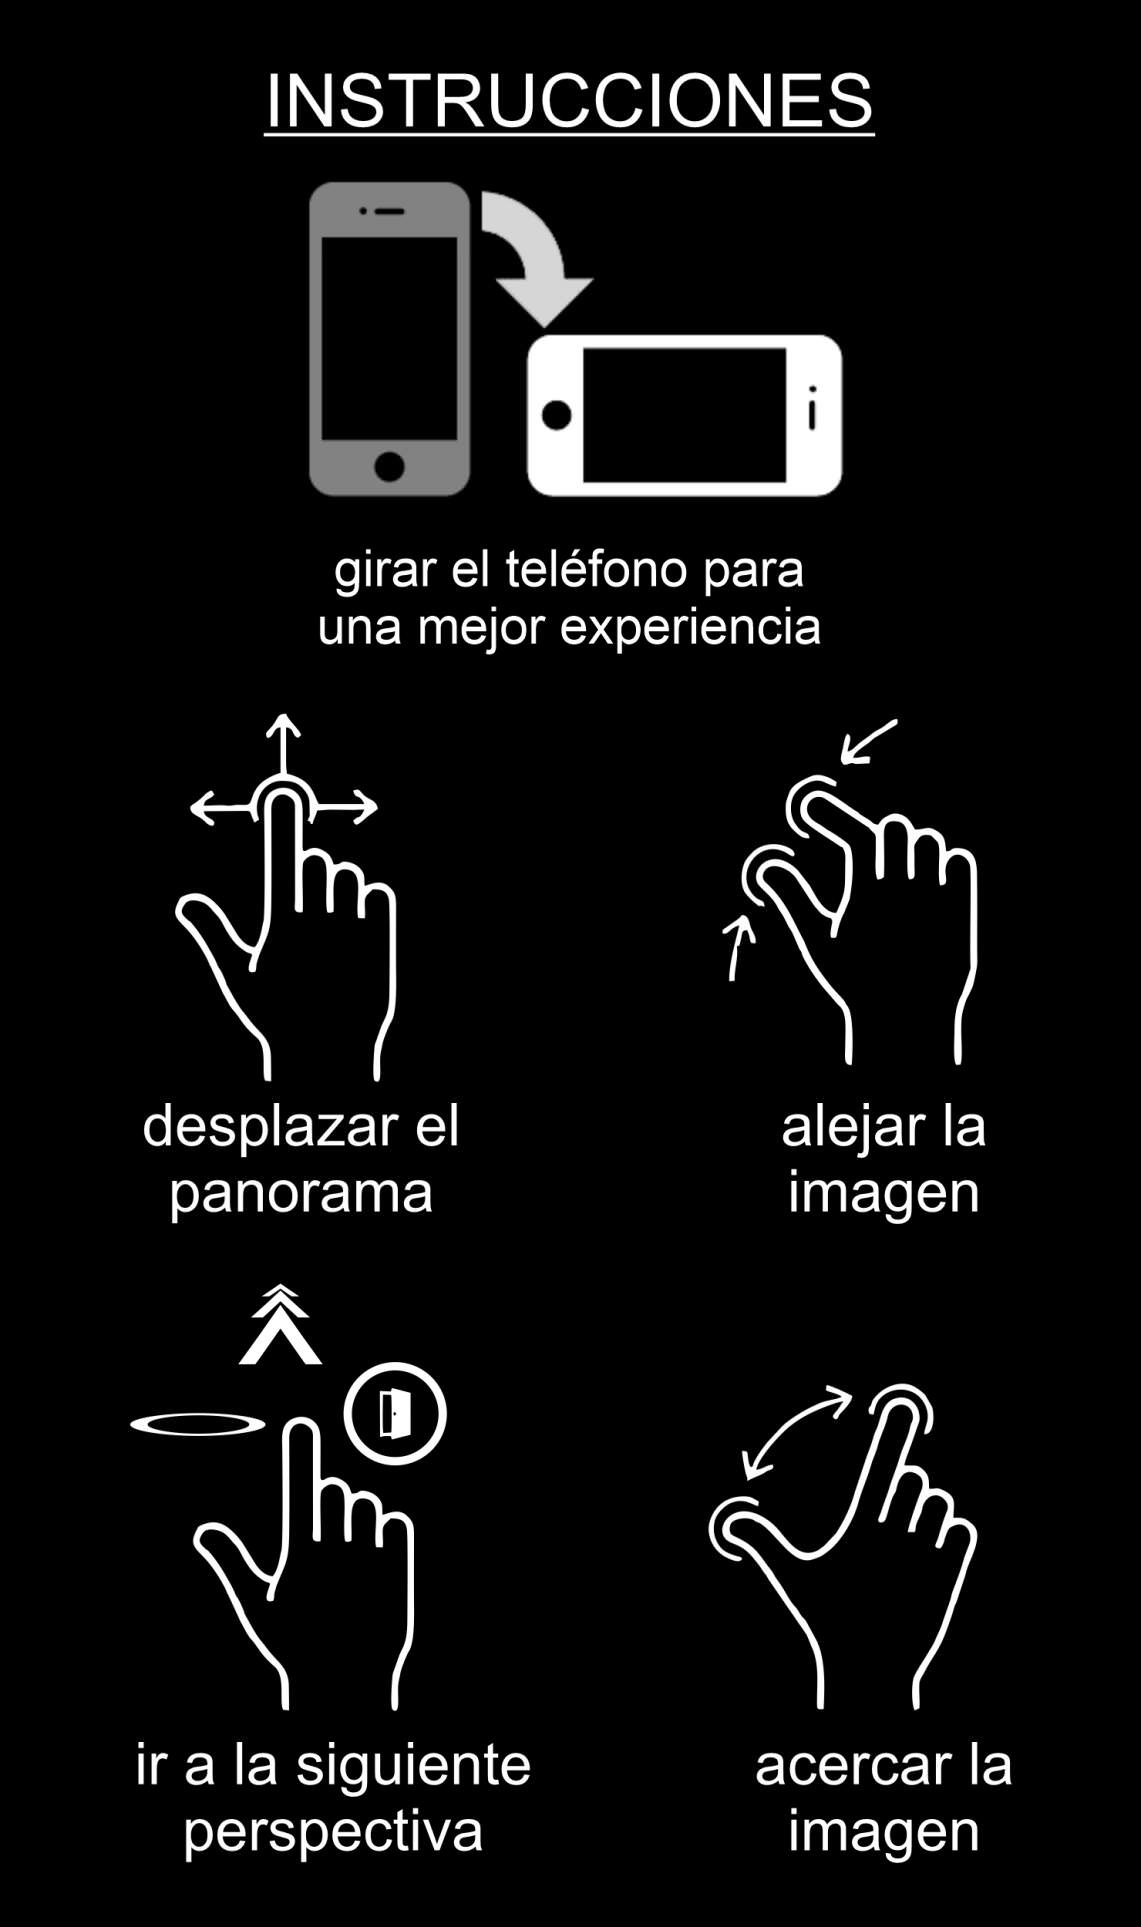 INSTRUCCIONES
girar el teléfono para
una mejor experiencia
desplazar el
panorama
alejar la
imagen
ir a la siguiente
perspectiva
acercar la
imagen